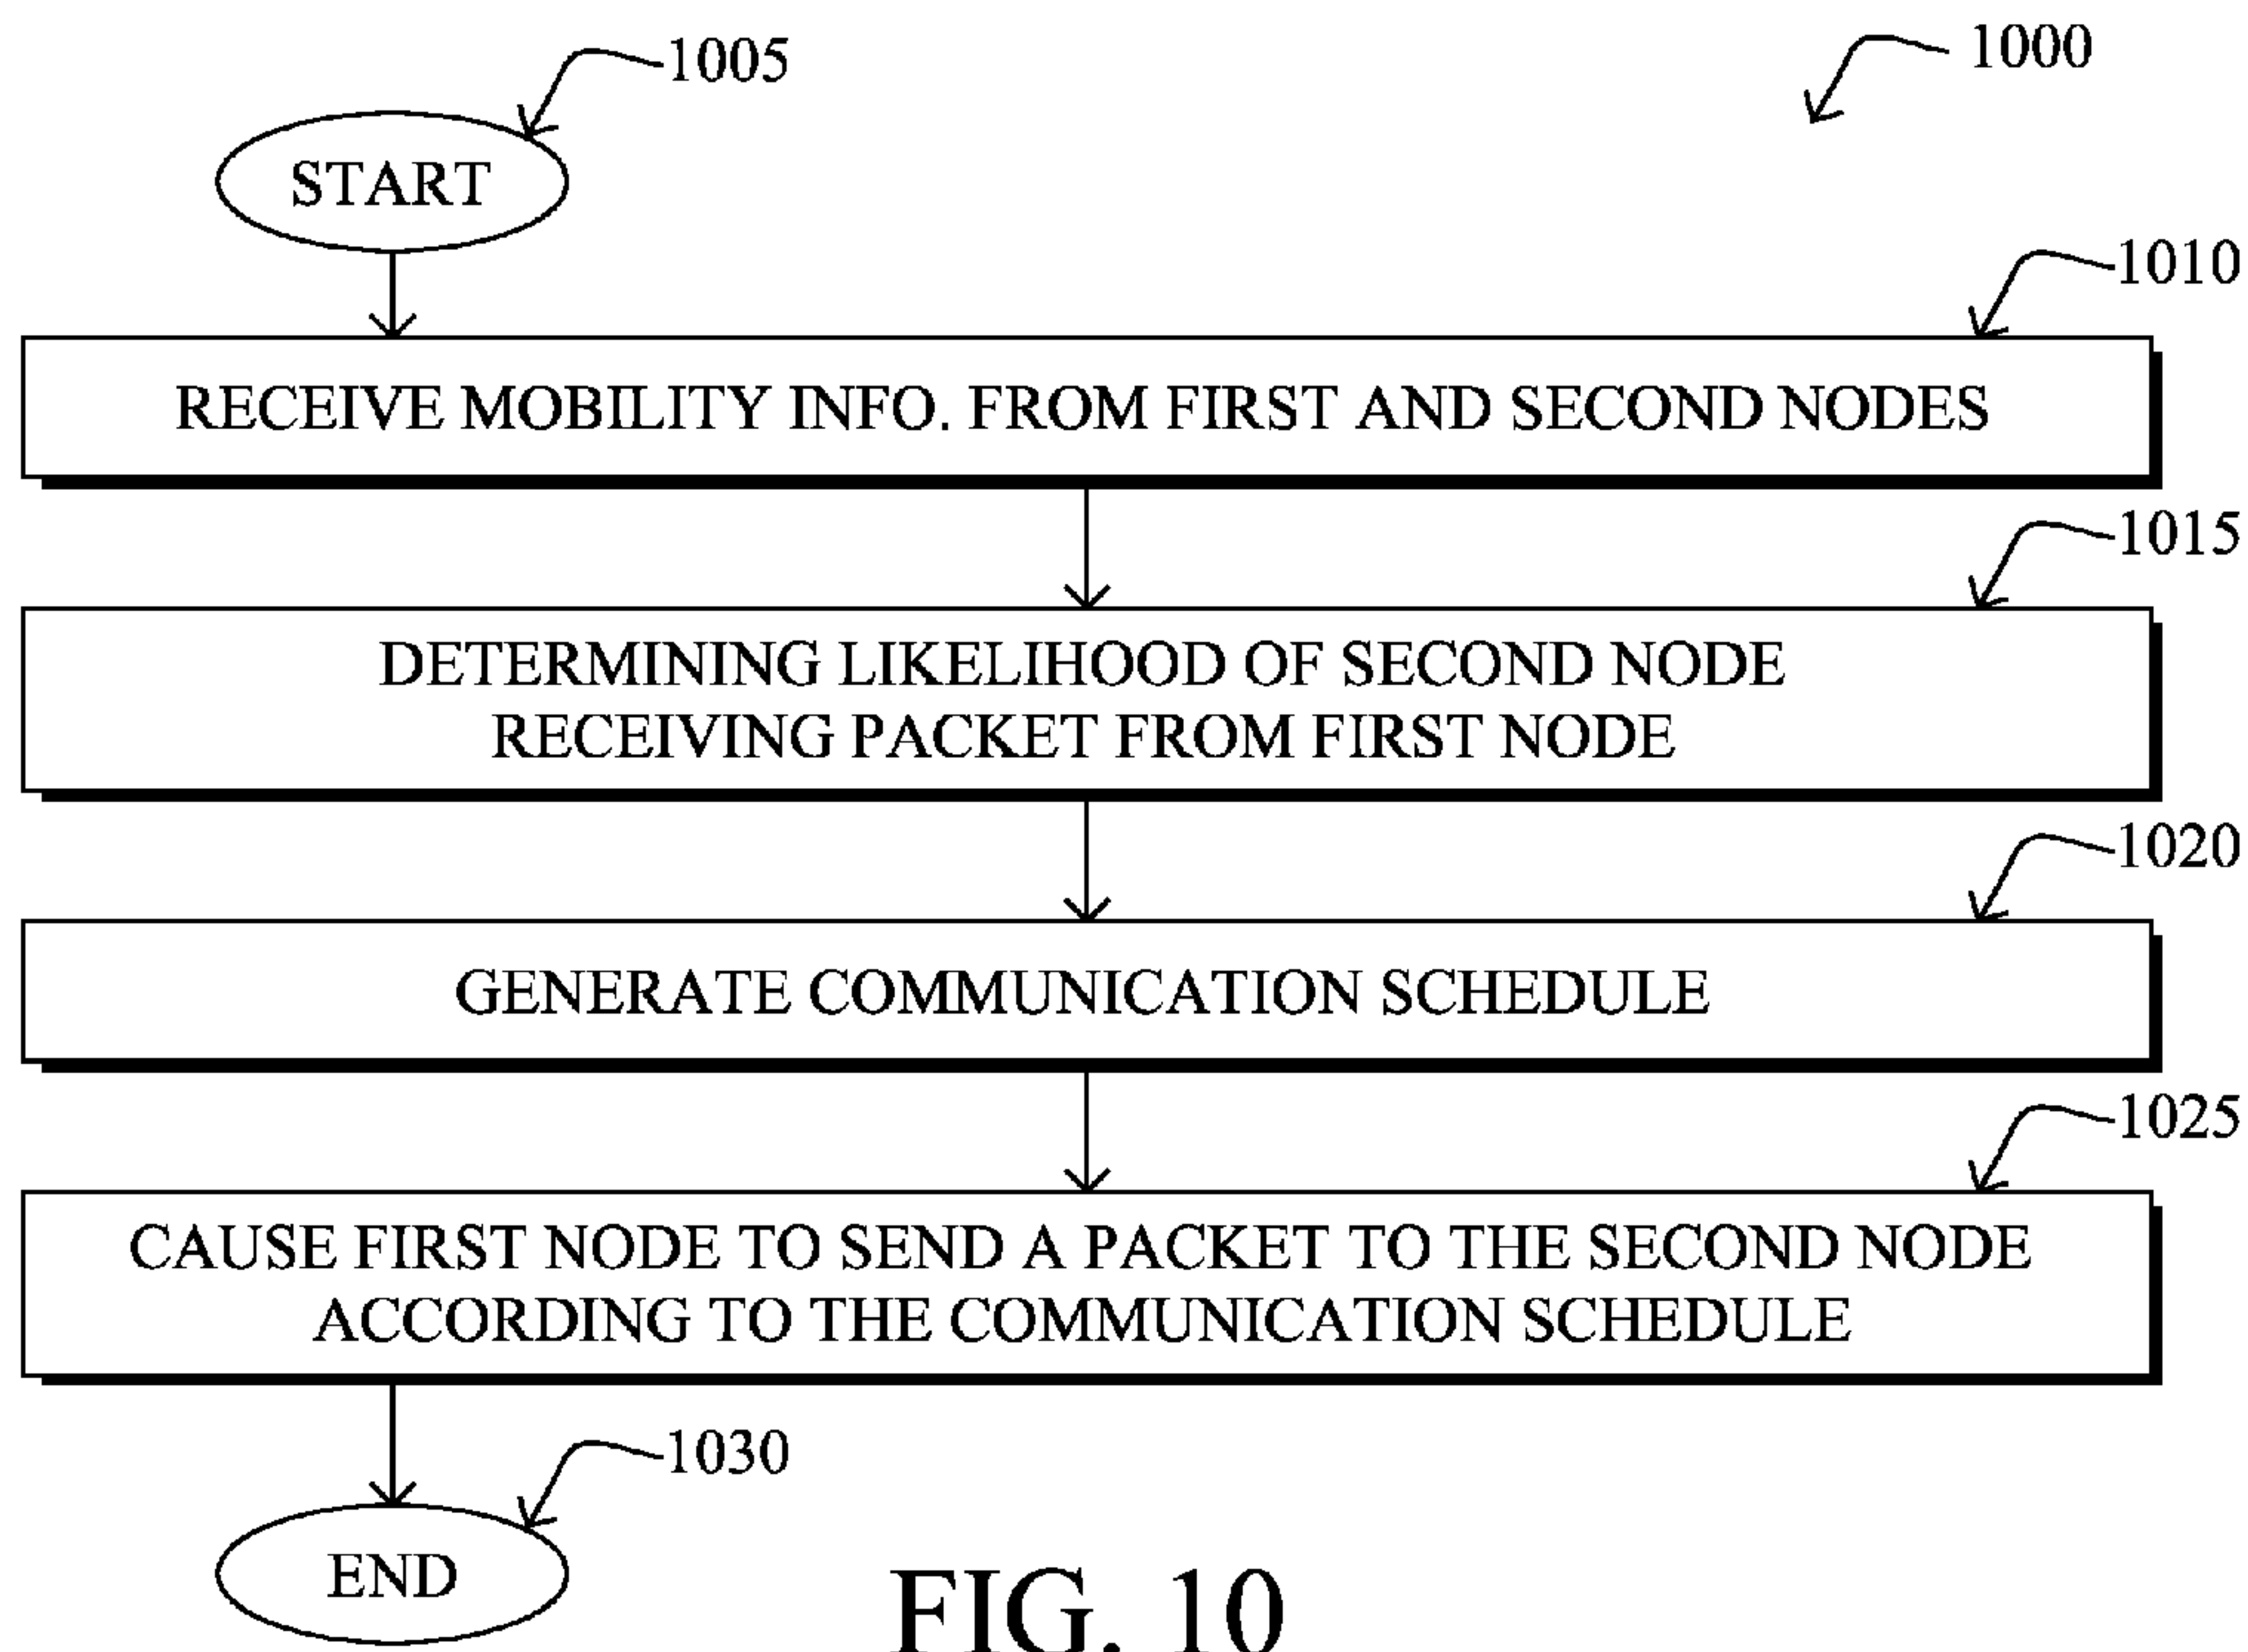 1005
1000
START
1010
RECEIVE MOBILITY INFO. FROM FIRST AND SECOND NODES
1015
DETERMINING LIKELIHOOD OF SECOND NODE
RECEIVING PACKET FROM FIRST NODE
1020
GENERATE COMMUNICATION SCHEDULE
1025
CAUSE FIRST NODE TO SEND A PACKET TO THE SECOND NODE
ACCORDING TO THE COMMUNICATION SCHEDULE
1030
END
FIG. 10